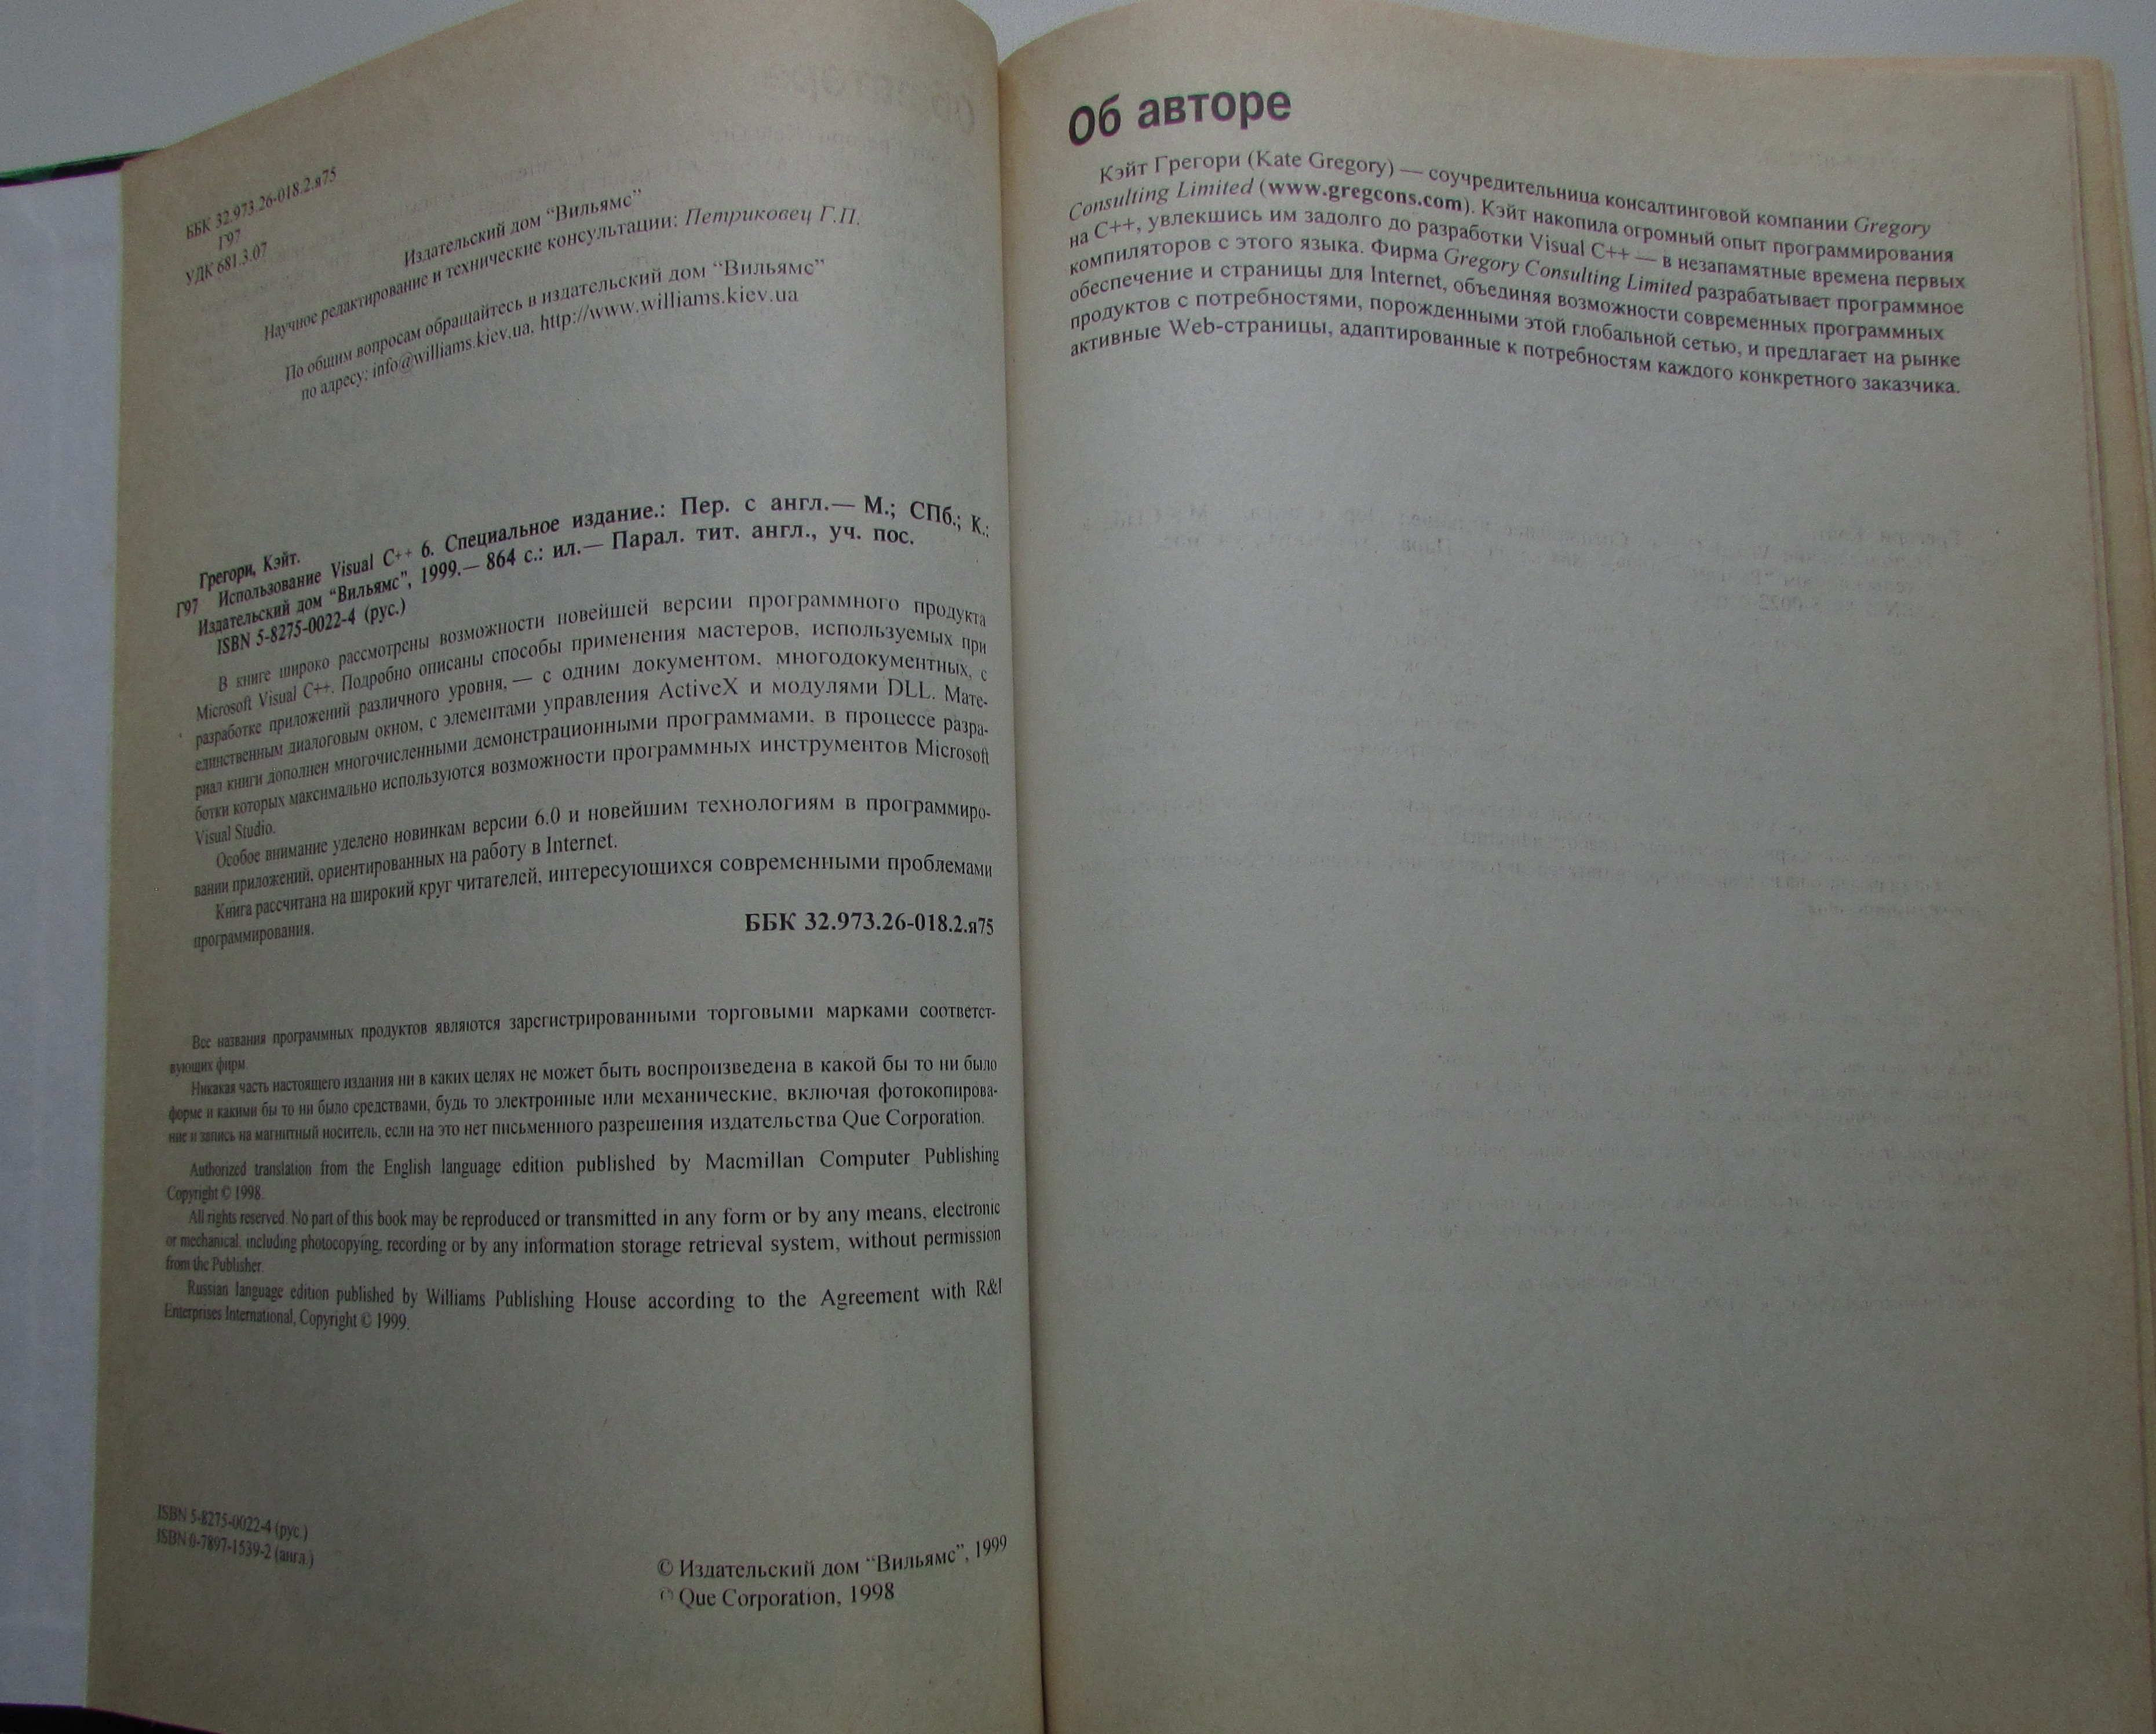 ББК 32.973.26-018.2.я75
Г97
УДК 681.3.07
Издательский дом “Вильямс”
Научное редактирование и технические консультации: Петриковец Г.П.
По общим вопросам обращайтесь в издательский дом “Вильямс”
по адресу: info@williams.kiev.ua, http://www.williams.kiev.ua
Грегори, Кэйт.
Г97 Использование Visual C++ 6. Специальное издание.: Пер. с англ.— М.; СПб.; К.:
Издательский дом “Вильямс”, 1999.— 864 с.: ил.— Парал. тит. англ., уч. пос.
ISBN 5-8275-0022-4 (рус.)
В книге широко рассмотрены возможности новейшей версии программного продукта
Microsoft Visual C++. Подробно описаны способы применения мастеров, используемых при
разработке приложений различного уровня, — с одним документом, многодокументных, с
единственным диалоговым окном, с элементами управления ActiveX и модулями DLL. Мате-
риал книги дополнен многочисленными демонстрационными программами, в процессе разра-
ботки которых максимально используются возможности программных инструментов Microsoft
Visual Studio.
Особое внимание уделено новинкам версии 6.0 и новейшим технологиям в программиро-
вании приложений, ориентированных на работу в Internet.
Книга рассчитана на широкий круг читателей, интересующихся современными проблемами
программирования.
ББК 32.973.26-018.2.я75
Все названия программных продуктов являются зарегистрированными торговыми марками соответст-
вующих фирм.
Никакая часть настоящего издания ни в каких целях не может быть воспроизведена в какой бы то ни было
форме и какими бы то ни было средствами, будь то электронные или механические, включая фотокопирова-
ние и запись на магнитный носитель, если на это нет письменного разрешения издательства Que Corporation.
Authorized translation from the English language edition published by Macmillan Computer Publishing
Copyright © 1998.
All rights reserved. No part of this book may be reproduced or transmitted in any form or by any means, electronic
or mechanical, including photocopying, recording or by any information storage retrieval system, without permission
from the Publisher.
Russian language edition published by Williams Publishing House according to the Agreement with R&I
Enterprises International, Copyright © 1999.
ISBN 5-8275-0022-4 (рус.)
ISBN 0-7897-1539-2 (англ.)
© Издательский дом “Вильямс”, 1999
© Que Corporation, 1998
Об авторе
Кэйт Грегори (Kate Gregory) — соучредительница консалтинговой компании Gregory
Consulting Limited (www.gregcons.com). Кэйт накопила огромный опыт программирования
на C++, увлекшись им задолго до разработки Visual C++ — в незапамятные времена первых
компиляторов с этого языка. Фирма Gregory Consulting Limited разрабатывает программное
обеспечение и страницы для Internet, объединяя возможности современных программных
продуктов с потребностями, порожденными этой глобальной сетью, и предлагает на рынке
активные Web-страницы, адаптированные к потребностям каждого конкретного заказчика.